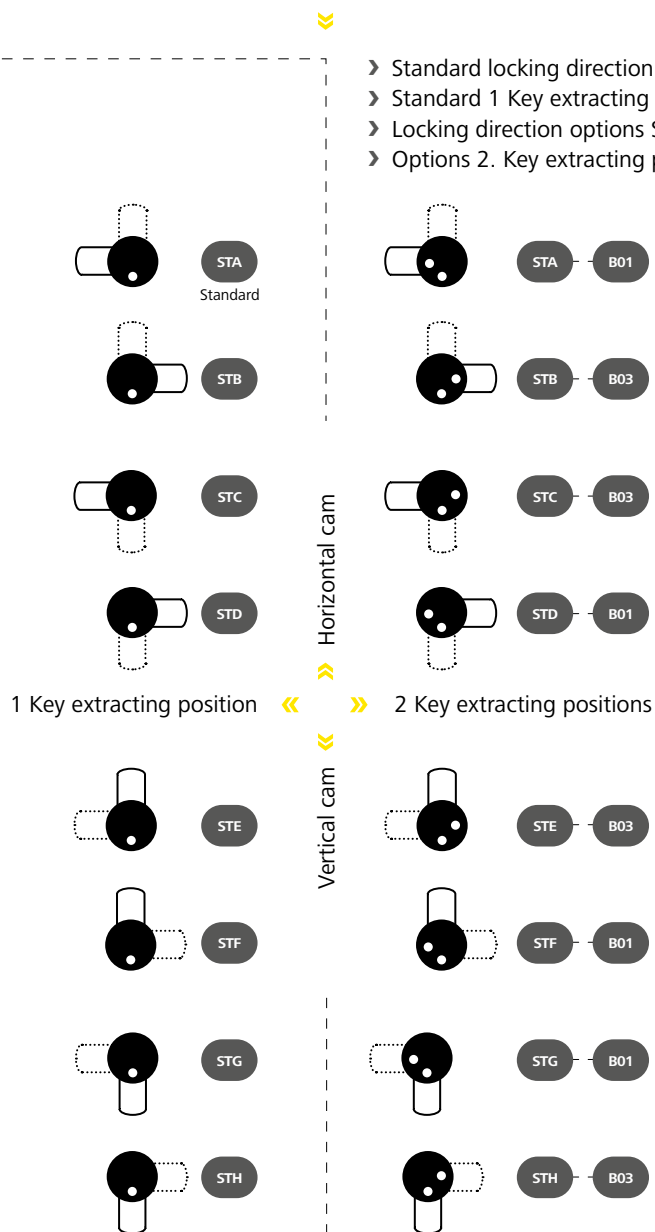 › Standard locking direction
› Standard 1 Key extracting
› Locking direction options
› Options 2. Key extracting
STA
Standard
STA - - B01
STB
STB - - B03
STC
STC - - B03
Horizontal cam
STD
STD - - B01
1 Key extracting position « » 2 Key extracting positions
Vertical cam
STE
STE - - B03
STF
STF - - B01
STG
STG - - B01
STH
STH - - B03